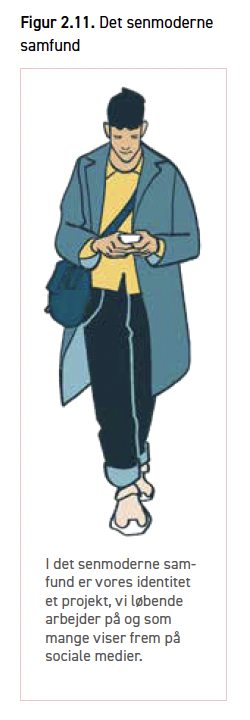 Figur 2.11. Det senmoderne
samfund
I det senmoderne sam-
fund er vores identitet
et projekt, vi løbende
arbejder på og som
mange viser frem på
sociale medier.